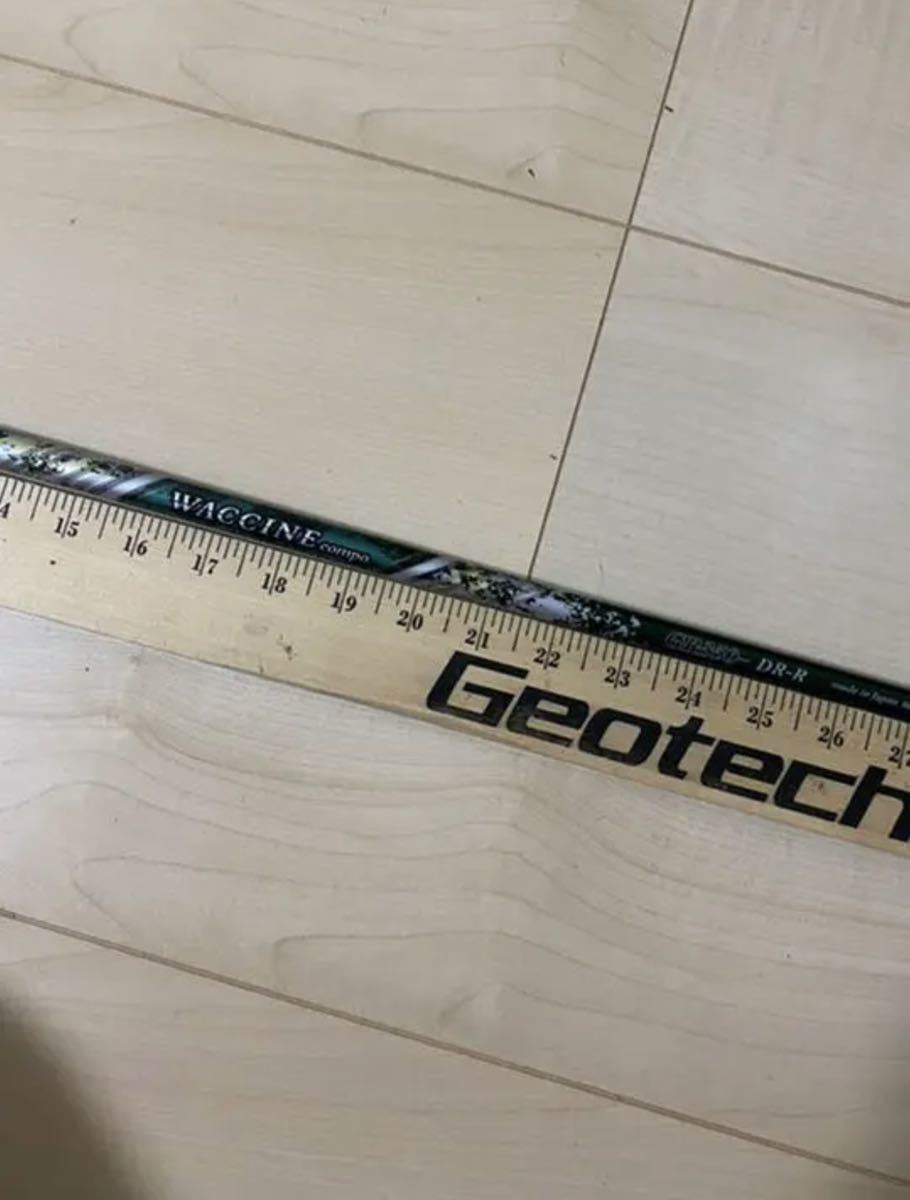 WACCINE compo
DR-R
made in Japan
4 15 16 17 18 19 20 21 22 23 24 25 26 27
Geotech